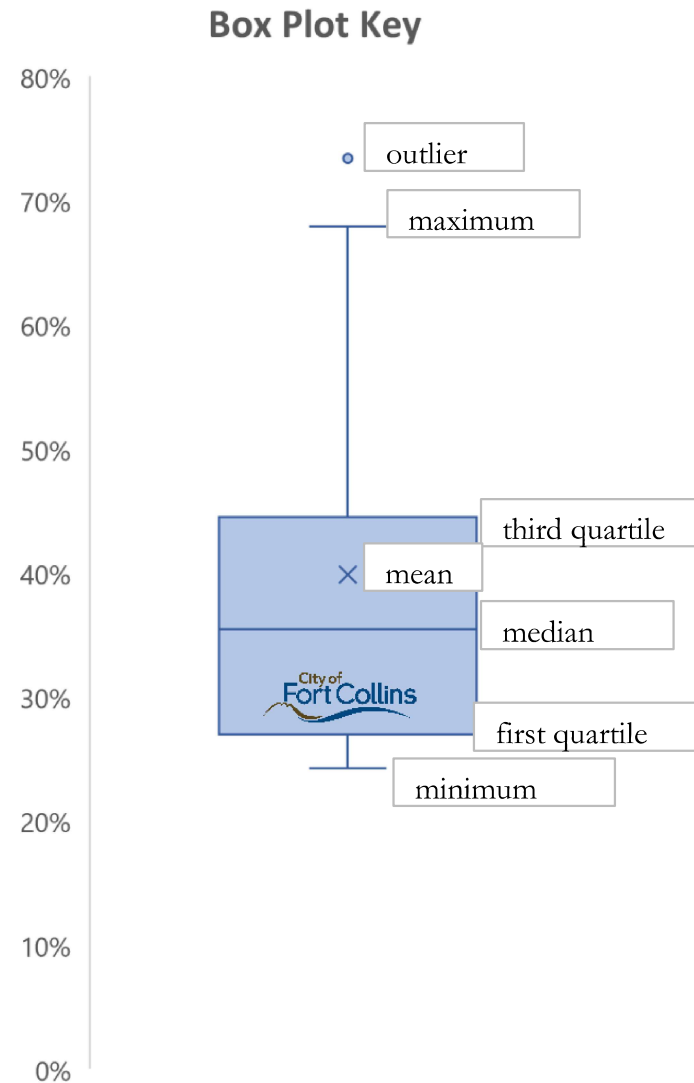 Box Plot Key
80%
outlier
70%
maximum
60%
50%
third quartile
40%
mean
median
City of
Fort Collins
30%
first quartile
minimum
20%
10%
0%